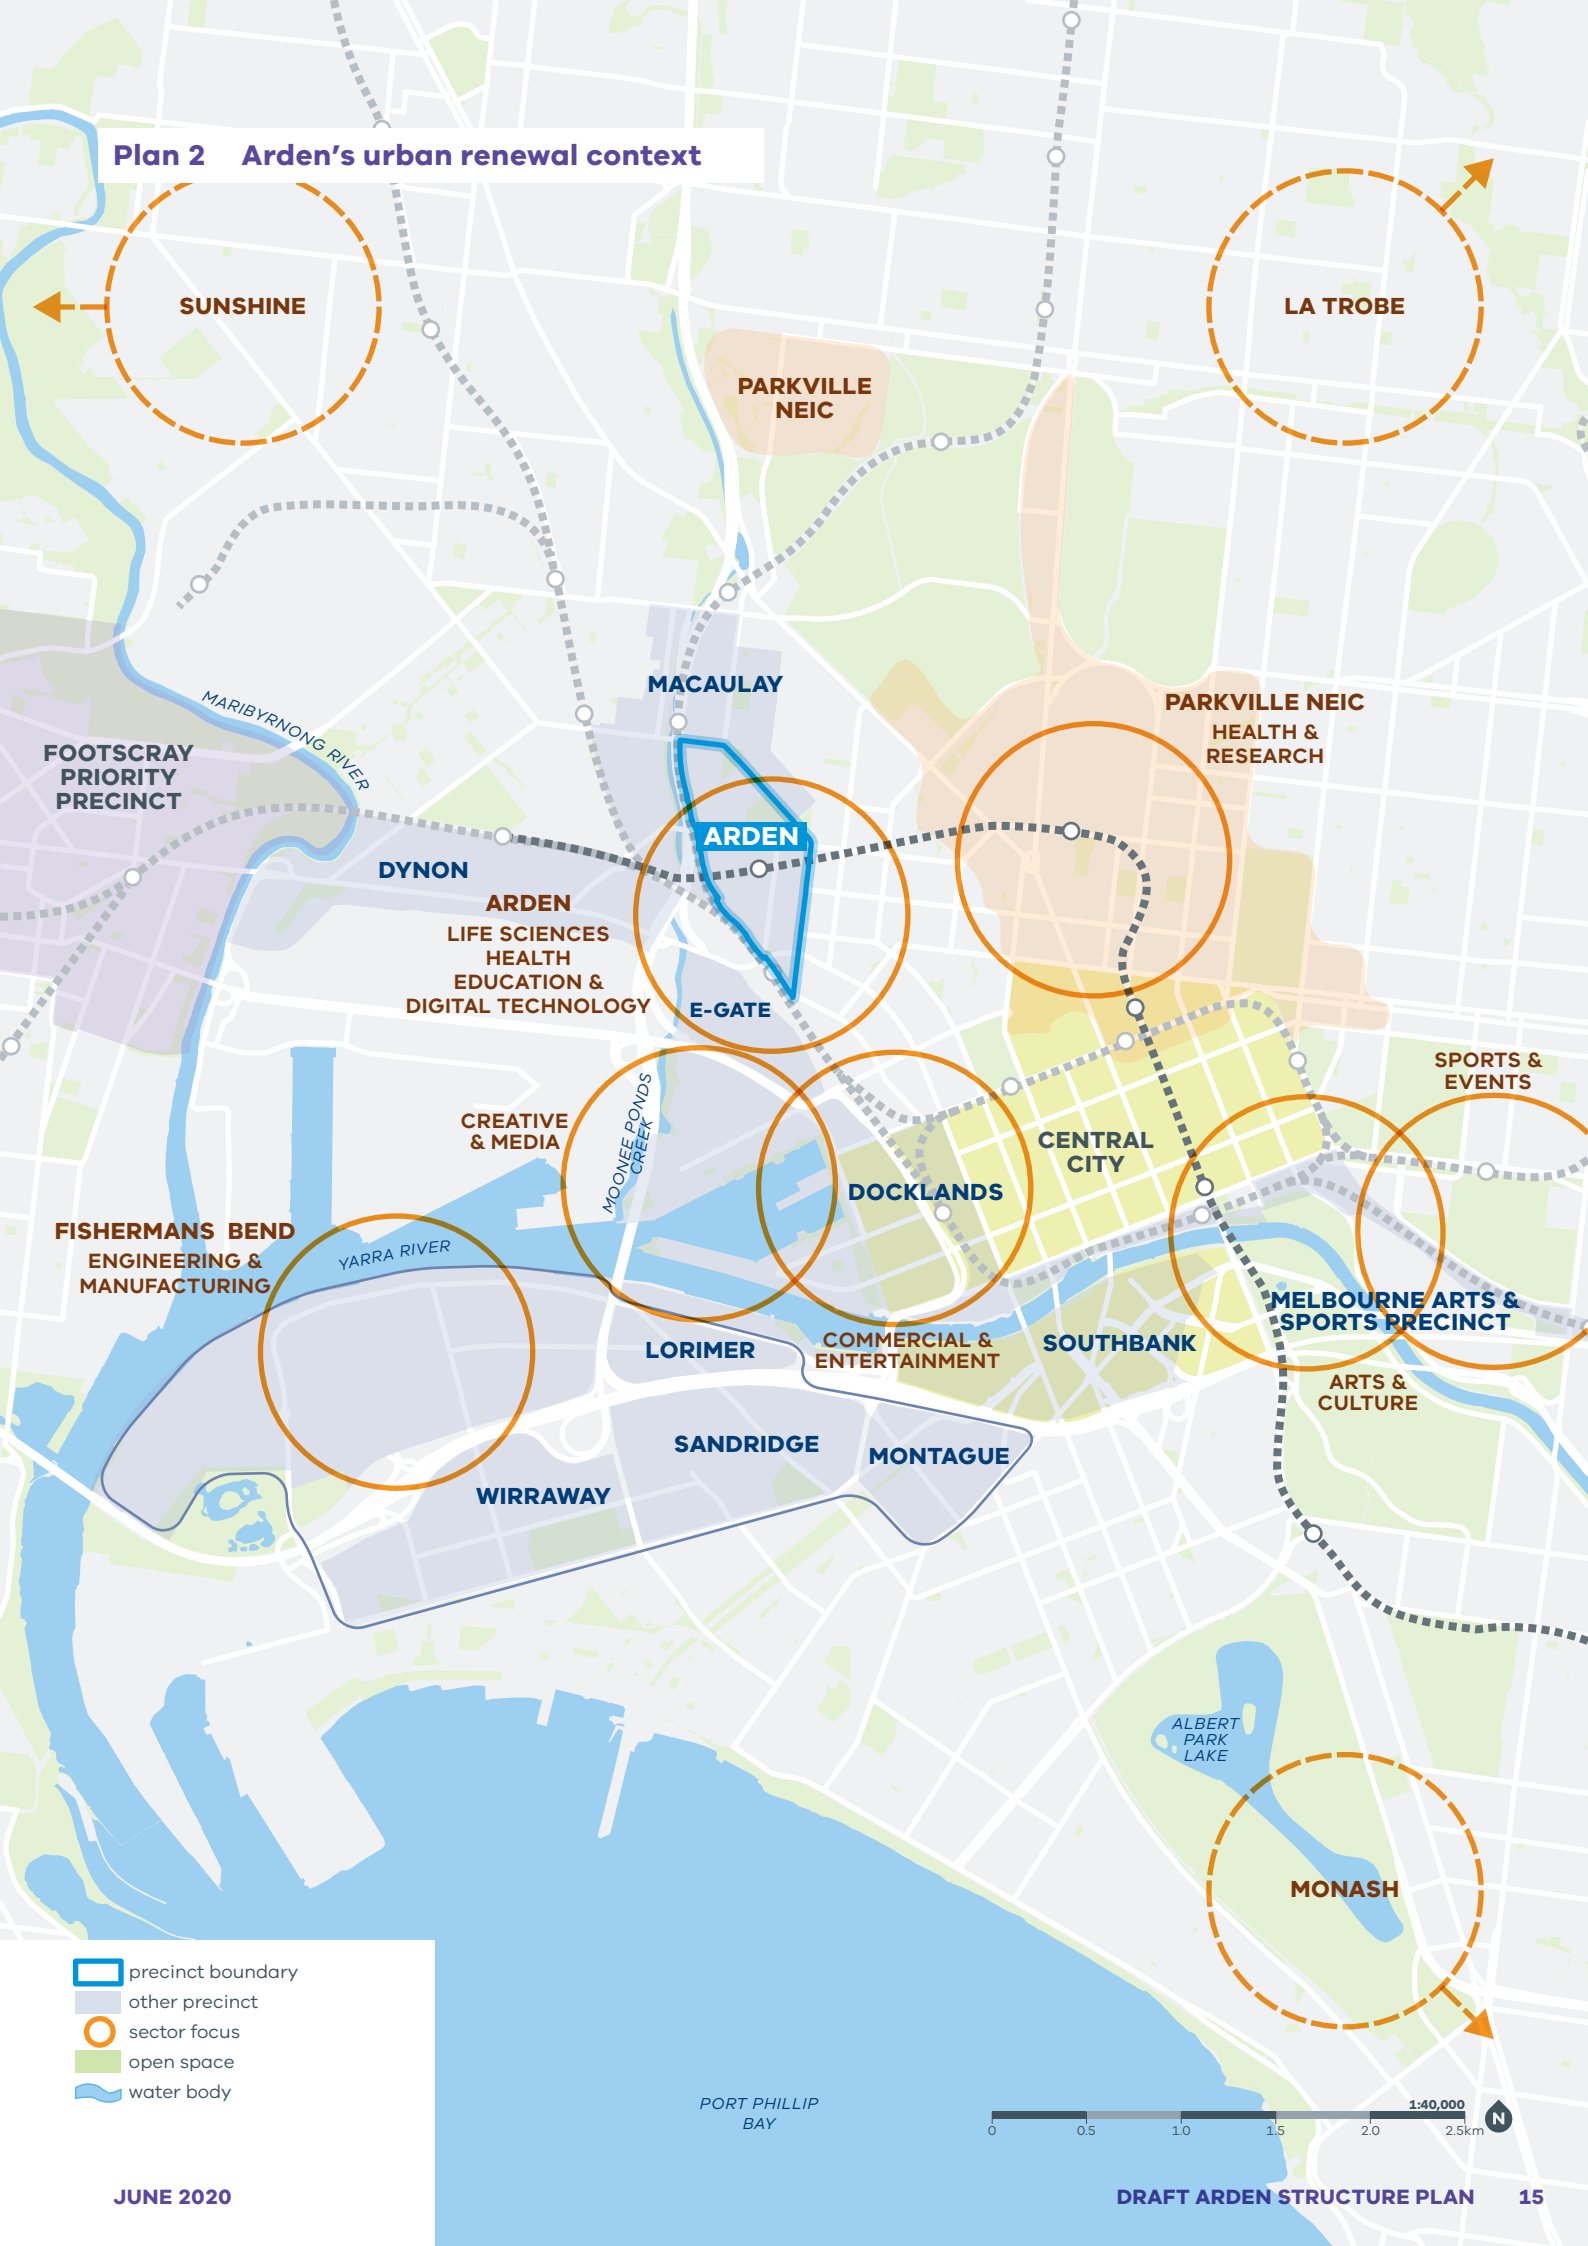 Plan 2 Arden's urban renewal context
SUNSHINE
LA TROBE
PARKVILLE
NEIC
MACAULAY
MARIBYRNONG RIVER
PARKVILLE NEIC
HEALTH &
RESEARCH
FOOTSCRAY
PRIORITY
PRECINCT
ARDEN
DYNON
ARDEN
LIFE SCIENCES
HEALTH
EDUCATION &
DIGITAL TECHNOLOGY
E-GATE
SPORTS &
EVENTS
CREATIVE
& MEDIA
MOONEE PONDS
CREEK
CENTRAL
CITY
DOCKLANDS
FISHERMANS BEND
ENGINEERING &
MANUFACTURING
YARRA RIVER
MELBOURNE ARTS &
SPORTS PRECINCT
LORIMER
COMMERCIAL &
ENTERTAINMENT
SOUTHBANK
ARTS &
CULTURE
SANDRIDGE
MONTAGUE
WIRRAWAY
ALBERT
PARK
LAKE
MONASH
precinct boundary
other precinct
sector focus
open space
water body
PORT PHILLIP
BAY
1:40,000
N
0 0.5 1.0 1.5 2.0 2.5km
JUNE 2020
DRAFT ARDEN STRUCTURE PLAN 15